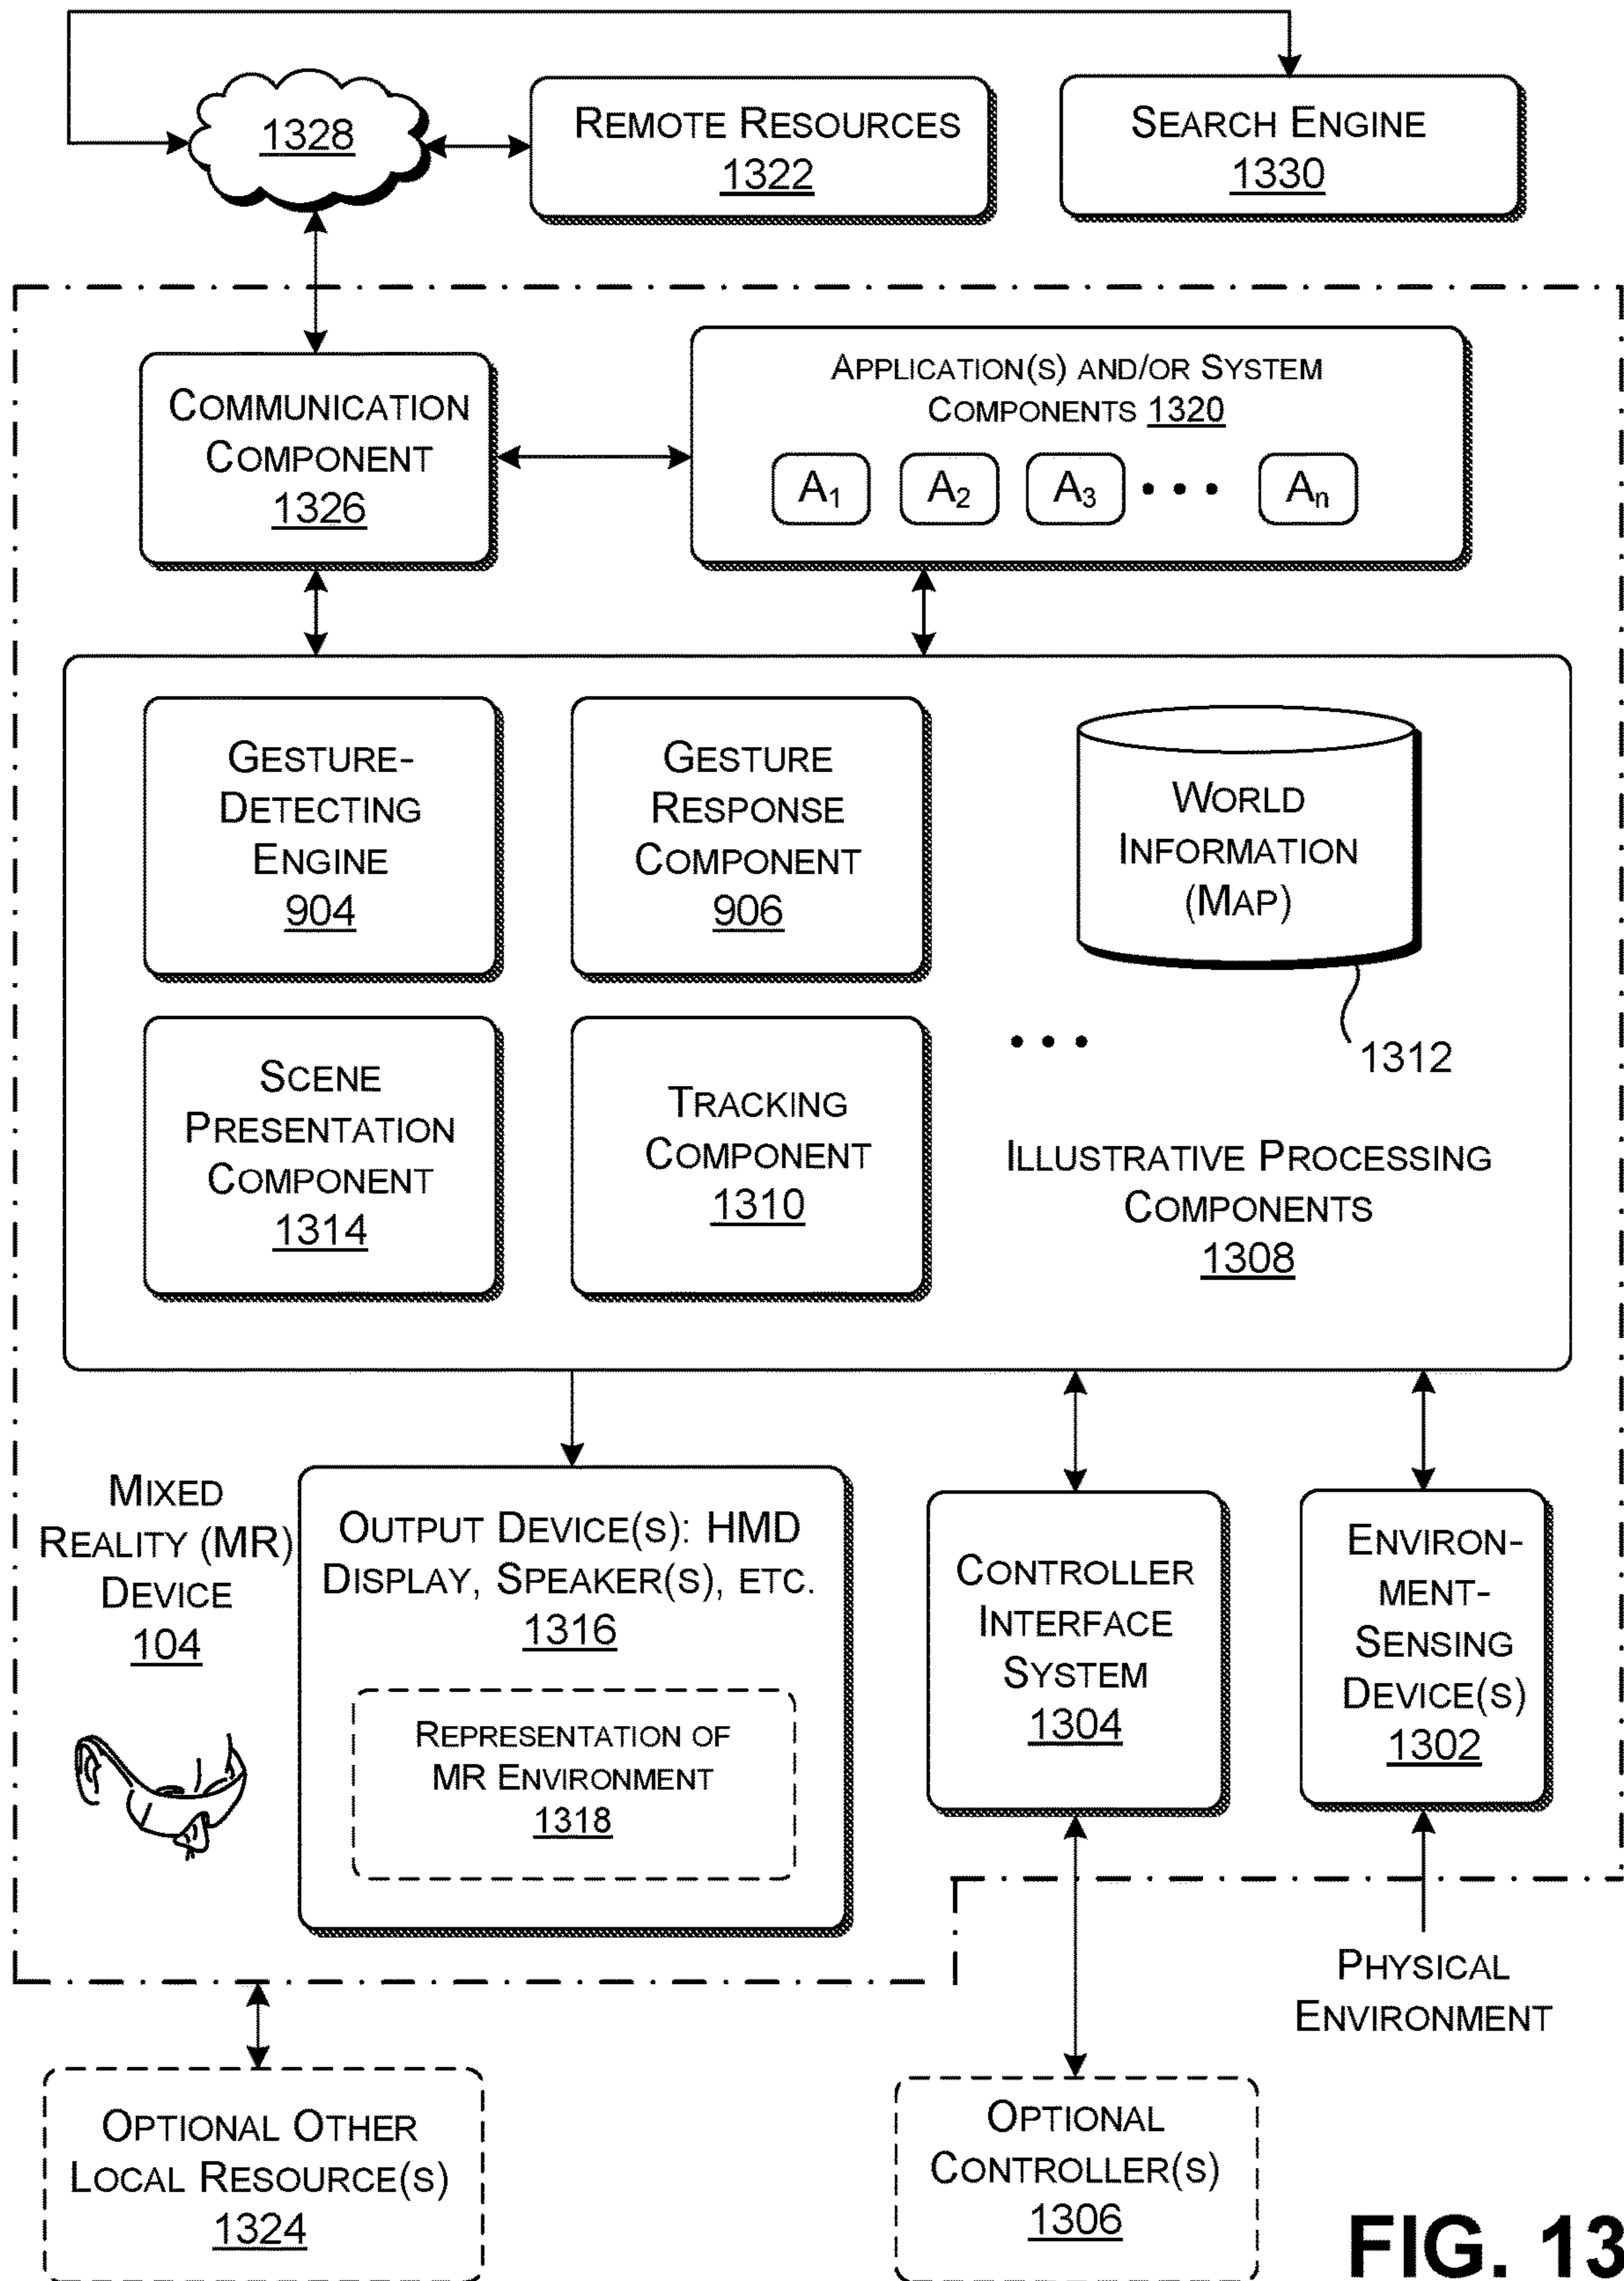 1328
REMOTE RESOURCES
1322
SEARCH ENGINE
1330
COMMUNICATION
COMPONENT
1326
APPLICATION(S) AND/OR SYSTEM
COMPONENTS 1320
A1 A2 A3 • • • An
GESTURE-
DETECTING
ENGINE
904
GESTURE
RESPONSE
COMPONENT
906
WORLD
INFORMATION
(MAP)
1312
SCENE
PRESENTATION
COMPONENT
1314
TRACKING
COMPONENT
1310
• • •
ILLUSTRATIVE PROCESSING
COMPONENTS
1308
MIXED
REALITY (MR)
DEVICE
104
OUTPUT DEVICE(S): HMD
DISPLAY, SPEAKER(S), ETC.
1316
REPRESENTATION OF
MR ENVIRONMENT
1318
CONTROLLER
INTERFACE
SYSTEM
1304
ENVIRON-
MENT-
SENSING
DEVICE(S)
1302
PHYSICAL
ENVIRONMENT
OPTIONAL OTHER
LOCAL RESOURCE(S)
1324
OPTIONAL
CONTROLLER(S)
1306
FIG. 13